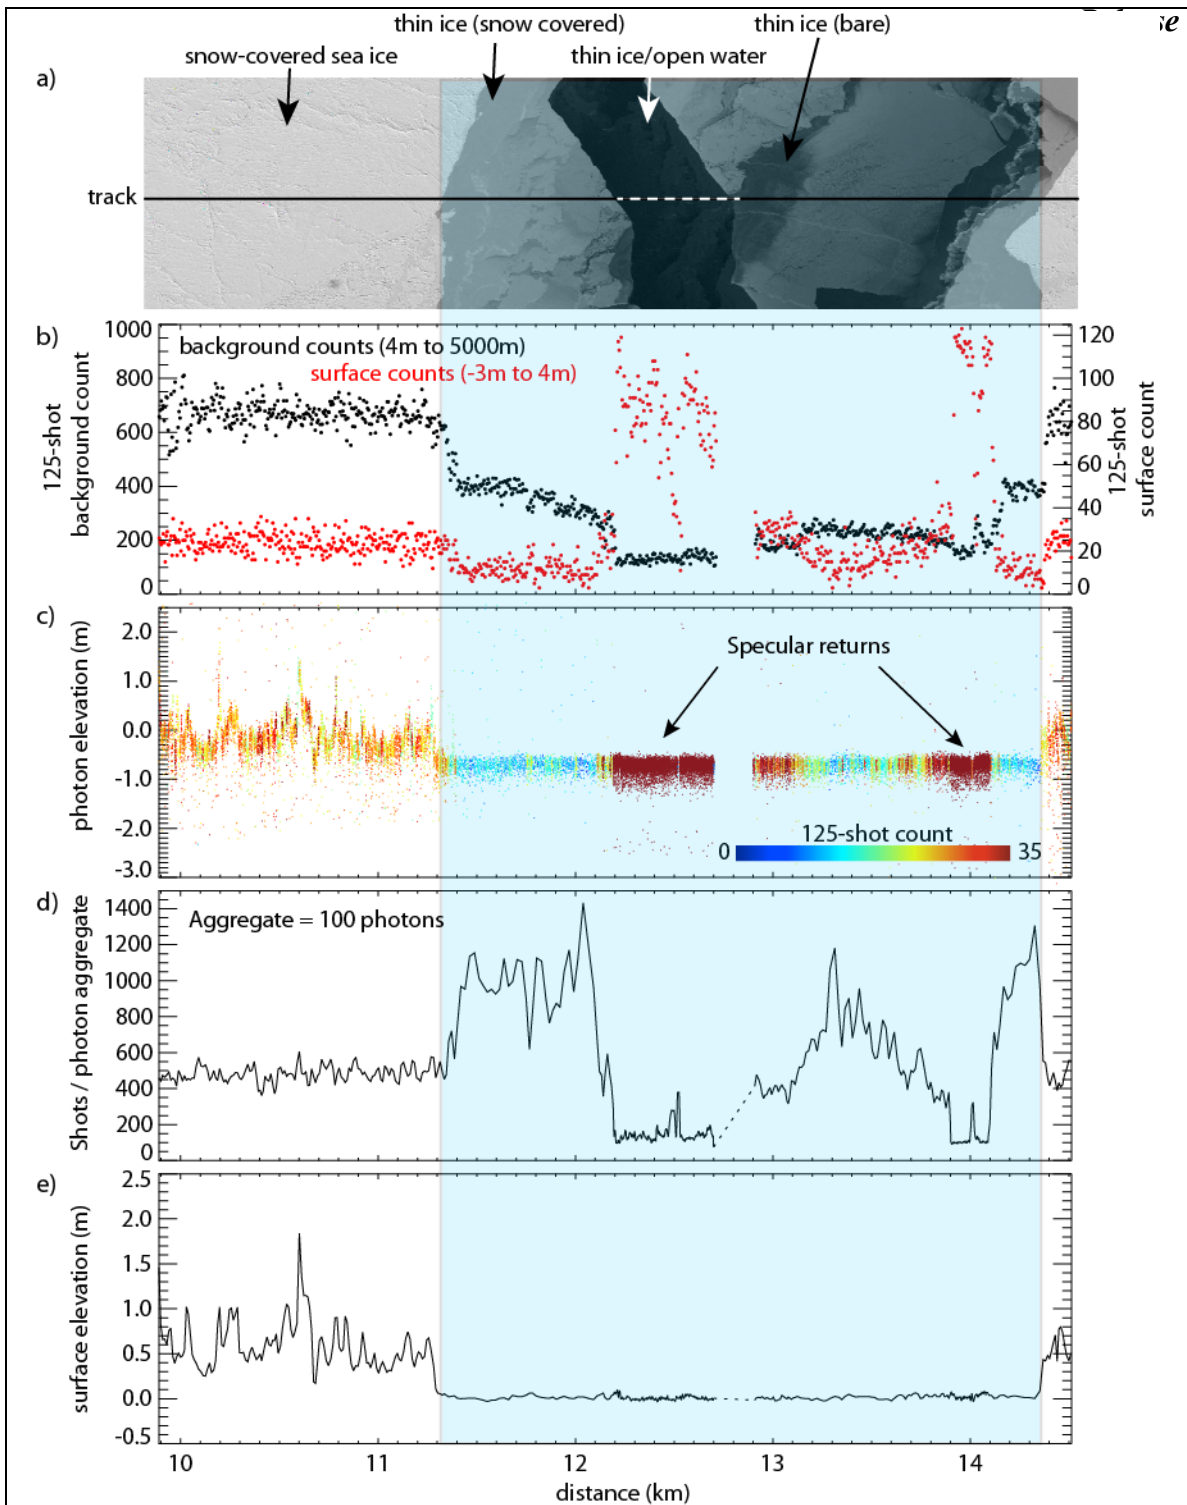 se
thin ice (snow covered)
thin ice (bare)
snow-covered sea ice
thin ice/open water
a)
track
b)
1000
800
600
400
200
0
125-shot
background count
background counts (4m to 5000m)
surface counts (-3m to 4m)
120
100
80
60
40
20
0
125-shot
surface count
c)
2.0
1.0
0.0
-1.0
-2.0
-3.0
photon elevation (m)
Specular returns
125-shot count
0
35
d)
1400
1200
1000
800
600
400
200
0
Shots / photon aggregate
Aggregate = 100 photons
e)
2.5
2.0
1.5
1.0
0.5
0.0
-0.5
surface elevation (m)
10 11 12 13 14
distance (km)